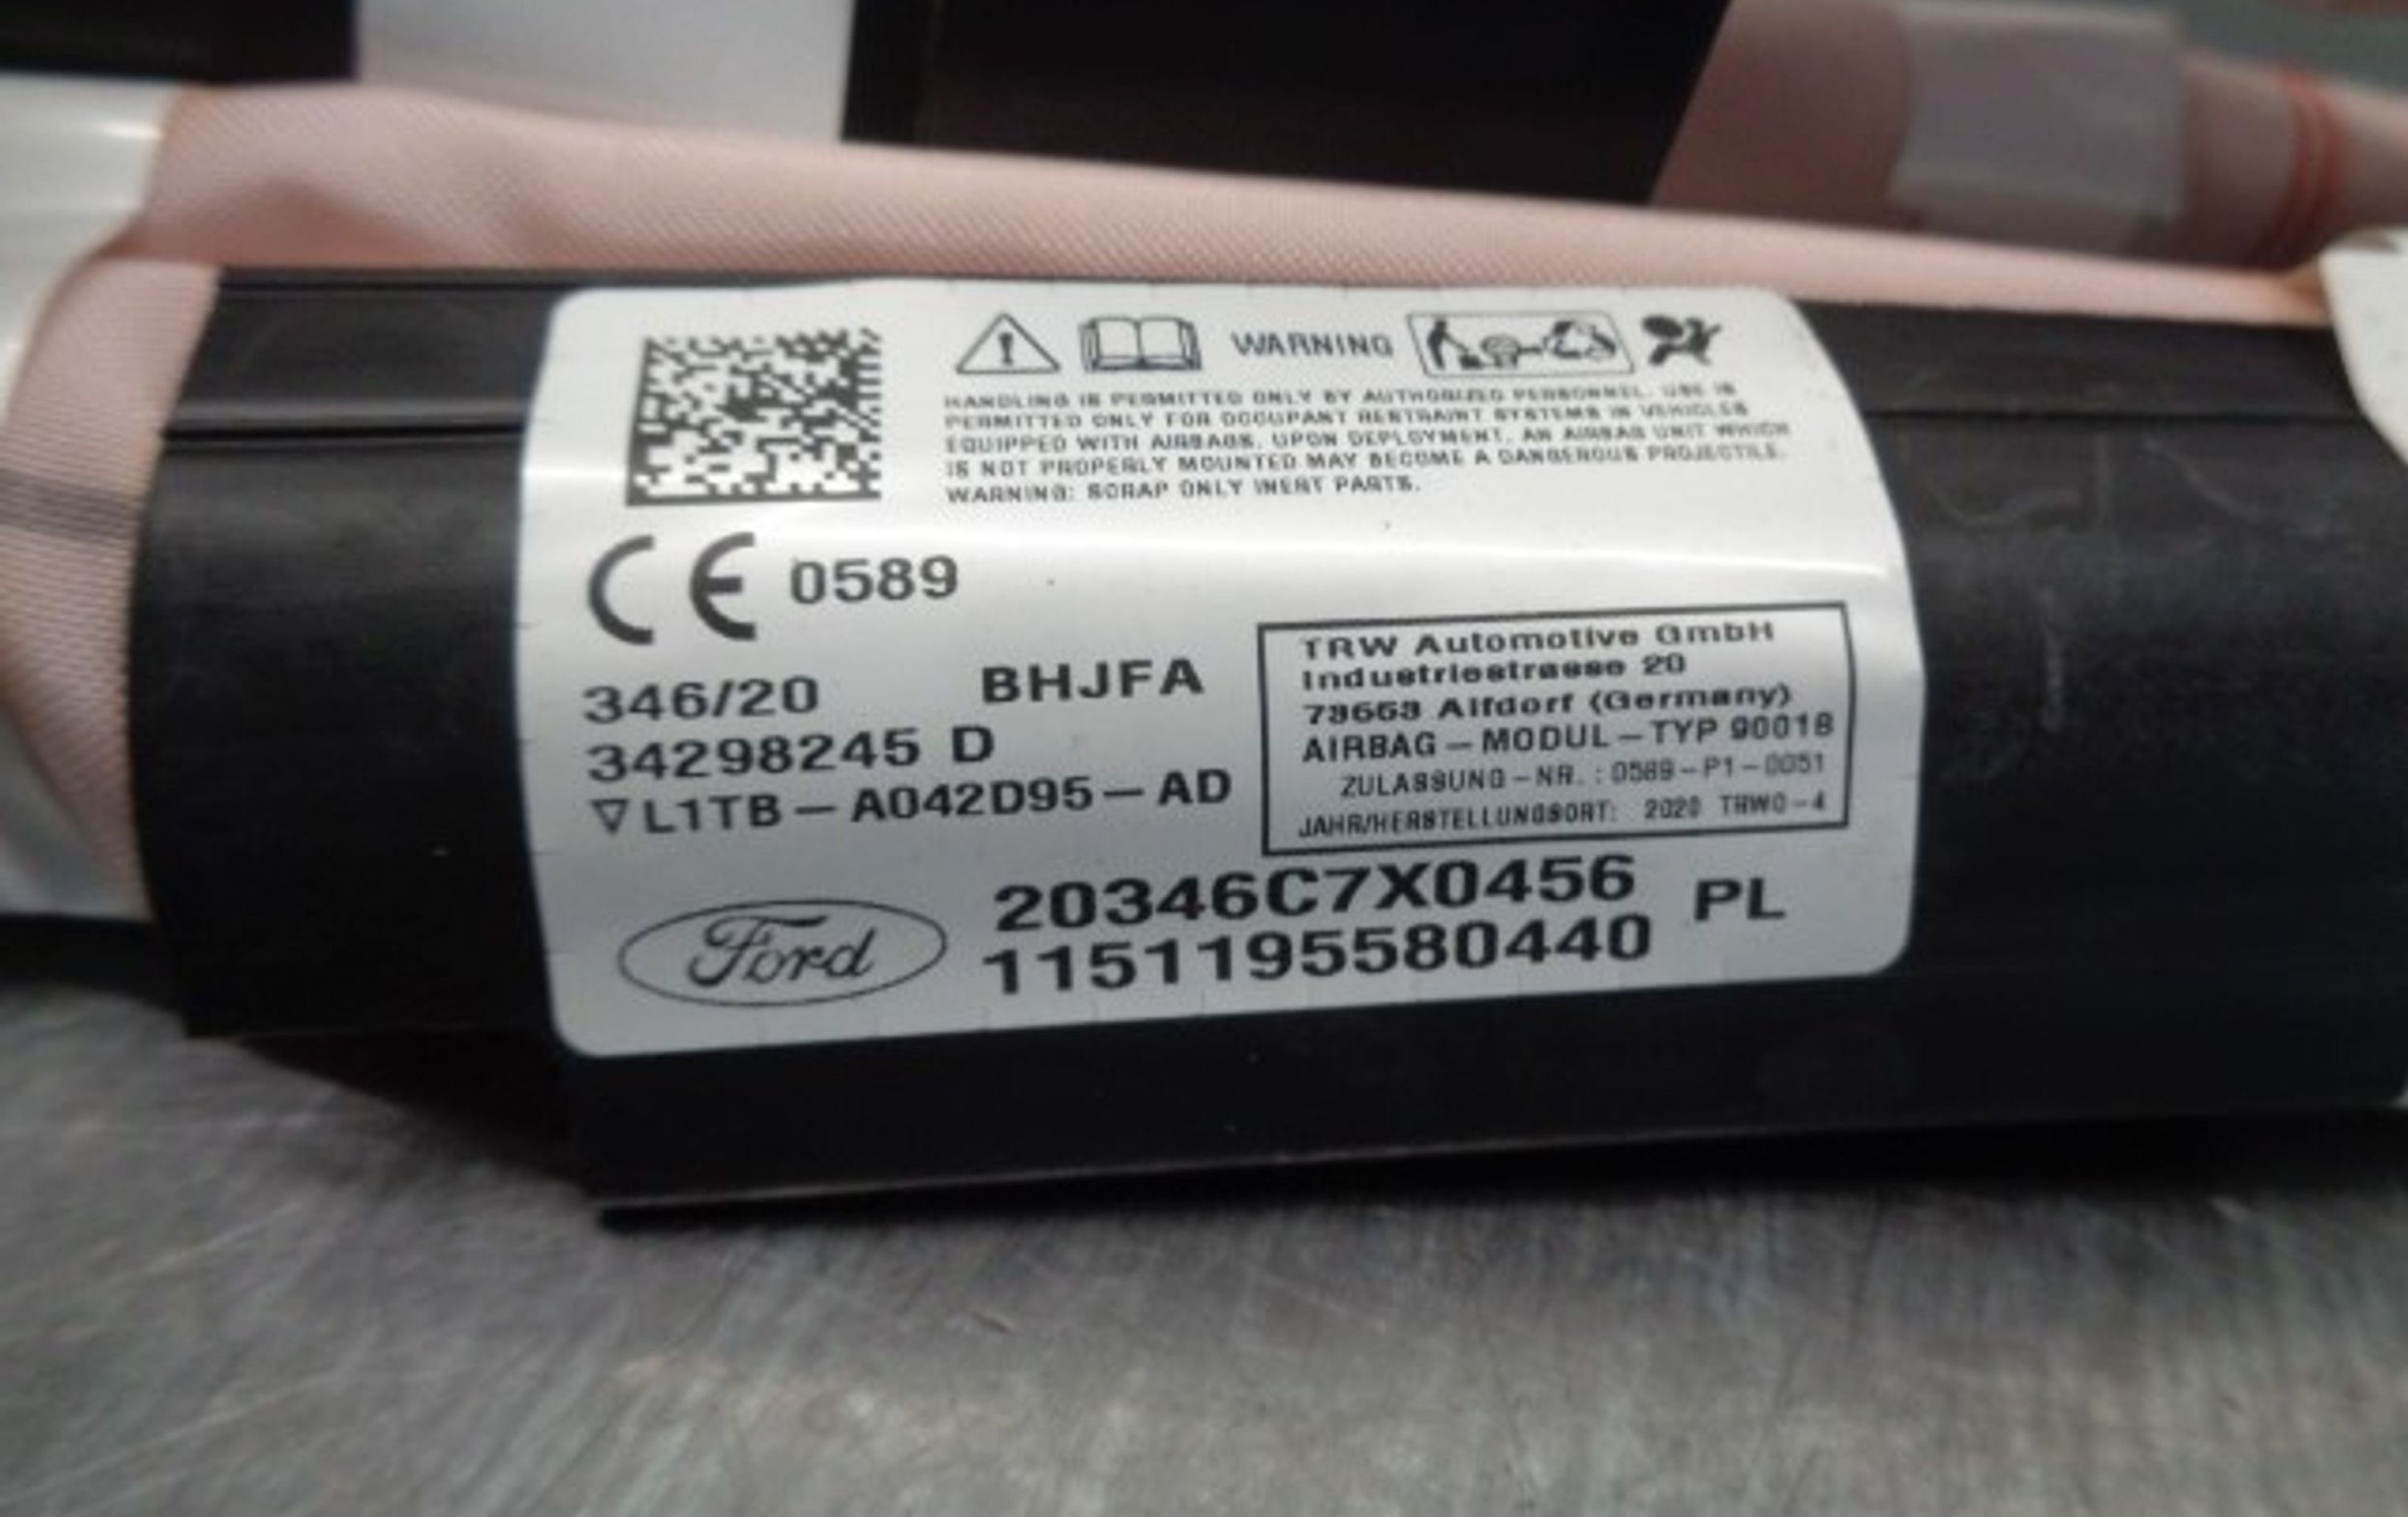 WARNING
HANDLING IS PERMITTED ONLY BY AUTHORIZED PERSONNEL. USE IS
PERMITTED ONLY FOR OCCUPANT RESTRAINT SYSTEMS IN VEHICLES
EQUIPPED WITH AIRBAGS. UPON DEPLOYMENT, AN AIRBAG UNIT WHICH
IS NOT PROPERLY MOUNTED MAY BECOME A DANGEROUS PROJECTILE.
WARNING: SCRAP ONLY INERT PARTS.
CE 0589
346/20 BHJFA
34298245 D
▽L1TB-A042D95-AD
TRW Automotive GmbH
Industriestrasse 20
73553 Alfdorf (Germany)
AIRBAG-MODUL-TYP 9001B
ZULASSUNG-NR.: 0589-P1-0051
JAHR/HERSTELLUNGSORT: 2020 TRWO-4
Ford
20346C7X0456 PL
1151195580440